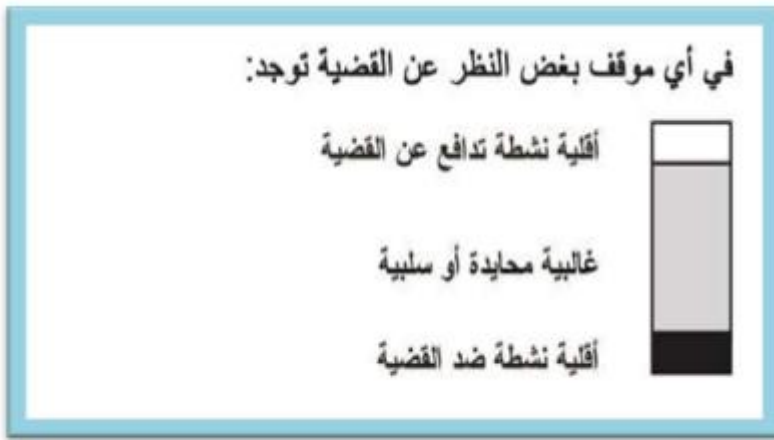 في أي موقف بغض النظر عن القضية توجد:
أقلية نشطة تدافع عن القضية
غالبية محايدة أو سلبية
أقلية نشطة ضد القضية